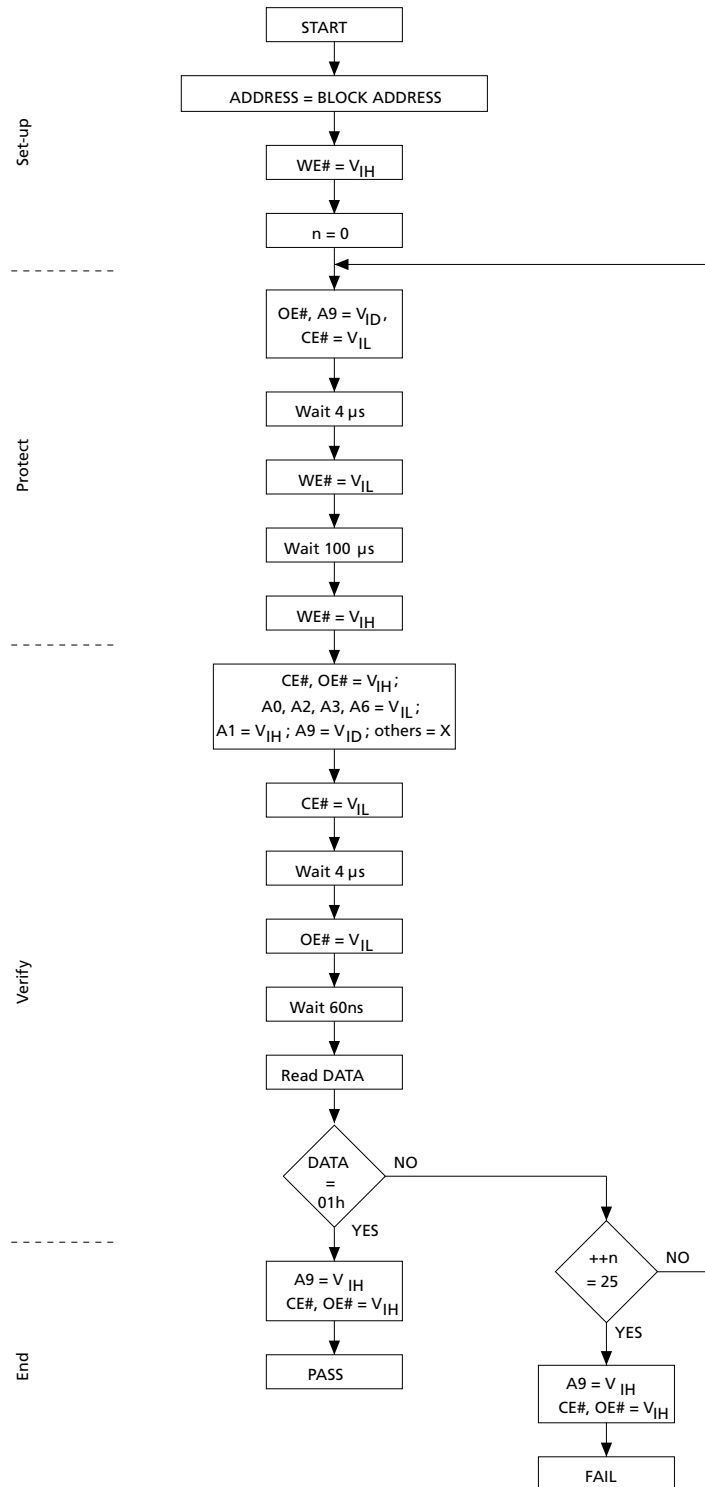 START
ADDRESS = BLOCK ADDRESS
Set-up
WE# = VIH
n = 0
OE#, A9 = VID,
CE# = VIL
Wait 4 µs
Protect
WE# = VIL
Wait 100 µs
WE# = VIH
CE#, OE# = VIH;
A0, A2, A3, A6 = VIL;
A1 = VIH; A9 = VID; others = X
CE# = VIL
Wait 4 µs
OE# = VIL
Verify
Wait 60ns
Read DATA
DATA
=
01h
NO
YES
++n
= 25
NO
YES
A9 = VIH
CE#, OE# = VIH
End
PASS
A9 = VIH
CE#, OE# = VIH
FAIL